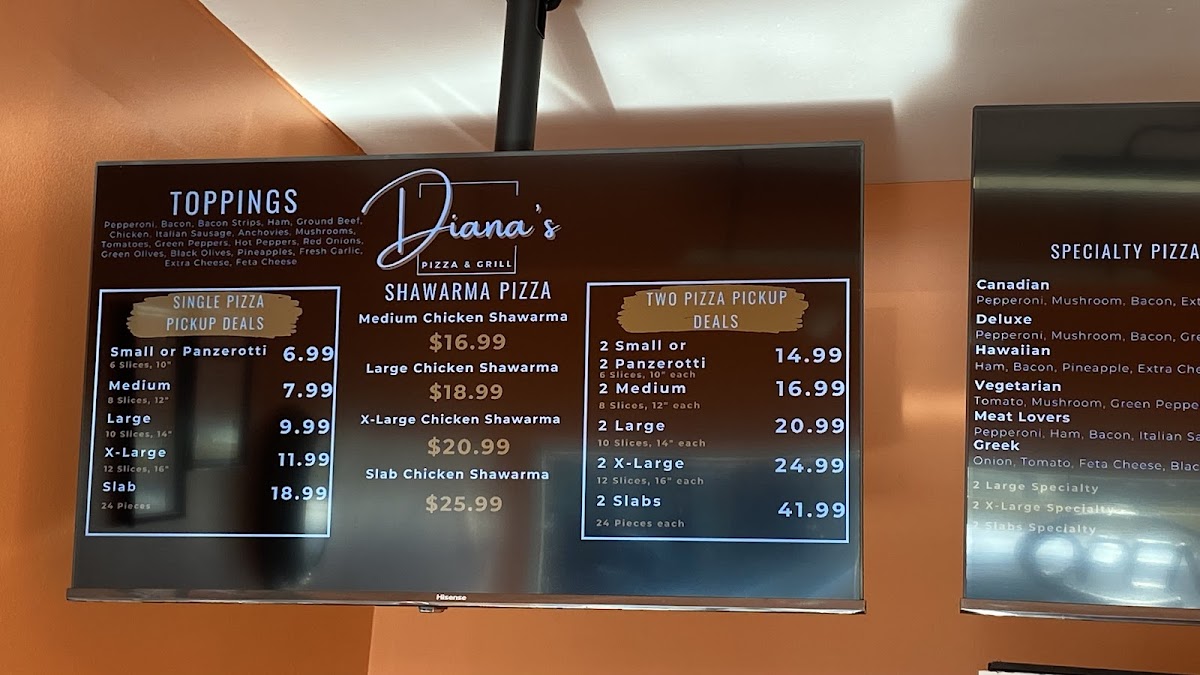 TOPPINGS
Pepperoni, Bacon, Bacon Strips, Ham, Ground Beef,
Chicken, Italian Sausage, Anchovies, Mushrooms,
Tomatoes, Green Peppers, Hot Peppers, Red Onions,
Green Olives, Black Olives, Pineapples, Fresh Garlic,
Extra Cheese, Feta Cheese
Diana's
PIZZA & GRILL
SINGLE PIZZA
PICKUP DEALS
Small or Panzerotti 6.99
6 Slices, 10"
Medium 7.99
8 Slices, 12"
Large 9.99
10 Slices, 14"
X-Large 11.99
12 Slices, 16"
Slab 18.99
24 Pieces
SHAWARMA PIZZA
Medium Chicken Shawarma
$16.99
Large Chicken Shawarma
$18.99
X-Large Chicken Shawarma
$20.99
Slab Chicken Shawarma
$25.99
TWO PIZZA PICKUP
DEALS
2 Small or
2 Panzerotti 14.99
6 Slices, 10" each
2 Medium 16.99
8 Slices, 12" each
2 Large 20.99
10 Slices, 14" each
2 X-Large 24.99
12 Slices, 16" each
2 Slabs 41.99
24 Pieces each
Hisense
SPECIALTY PIZZA
Canadian
Pepperoni, Mushroom, Bacon, Ext
Deluxe
Pepperoni, Mushroom, Bacon, Gre
Hawaiian
Ham, Bacon, Pineapple, Extra Che
Vegetarian
Tomato, Mushroom, Green Peppe
Meat Lovers
Pepperoni, Ham, Bacon, Italian Sa
Greek
Onion, Tomato, Feta Cheese, Blac
2 Large Specialty
2 X-Large Specialty
2 Slabs Specialty